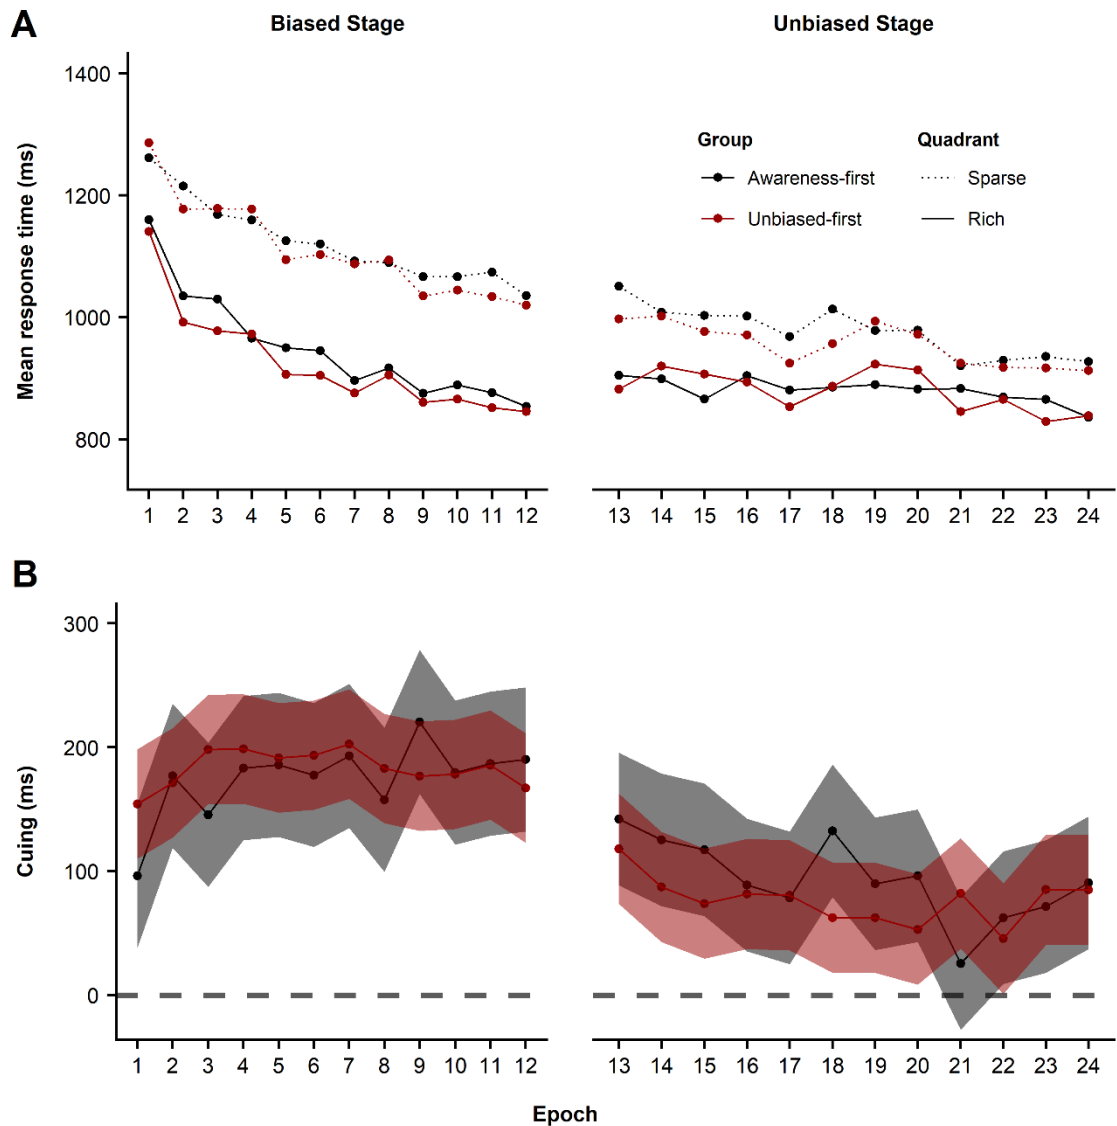 A
Biased Stage
Unbiased Stage
Mean response time (ms)
1400
1200
1000
800
Group
Quadrant
Awareness-first
Sparse
Unbiased-first
Rich
1 2 3 4 5 6 7 8 9 10 11 12
13 14 15 16 17 18 19 20 21 22 23 24
B
Cuing (ms)
300
200
100
0
1 2 3 4 5 6 7 8 9 10 11 12
13 14 15 16 17 18 19 20 21 22 23 24
Epoch